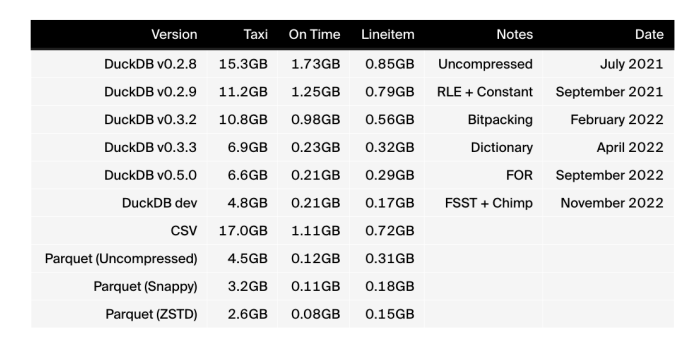 Version Taxi On Time Lineitem Notes Date
DuckDB v0.2.8 15.3GB 1.73GB 0.85GB Uncompressed July 2021
DuckDB v0.2.9 11.2GB 1.25GB 0.79GB RLE + Constant September 2021
DuckDB v0.3.2 10.8GB 0.98GB 0.56GB Bitpacking February 2022
DuckDB v0.3.3 6.9GB 0.23GB 0.32GB Dictionary April 2022
DuckDB v0.5.0 6.6GB 0.21GB 0.29GB FOR September 2022
DuckDB dev 4.8GB 0.21GB 0.17GB FSST + Chimp November 2022
CSV 17.0GB 1.11GB 0.72GB
Parquet (Uncompressed) 4.5GB 0.12GB 0.31GB
Parquet (Snappy) 3.2GB 0.11GB 0.18GB
Parquet (ZSTD) 2.6GB 0.08GB 0.15GB